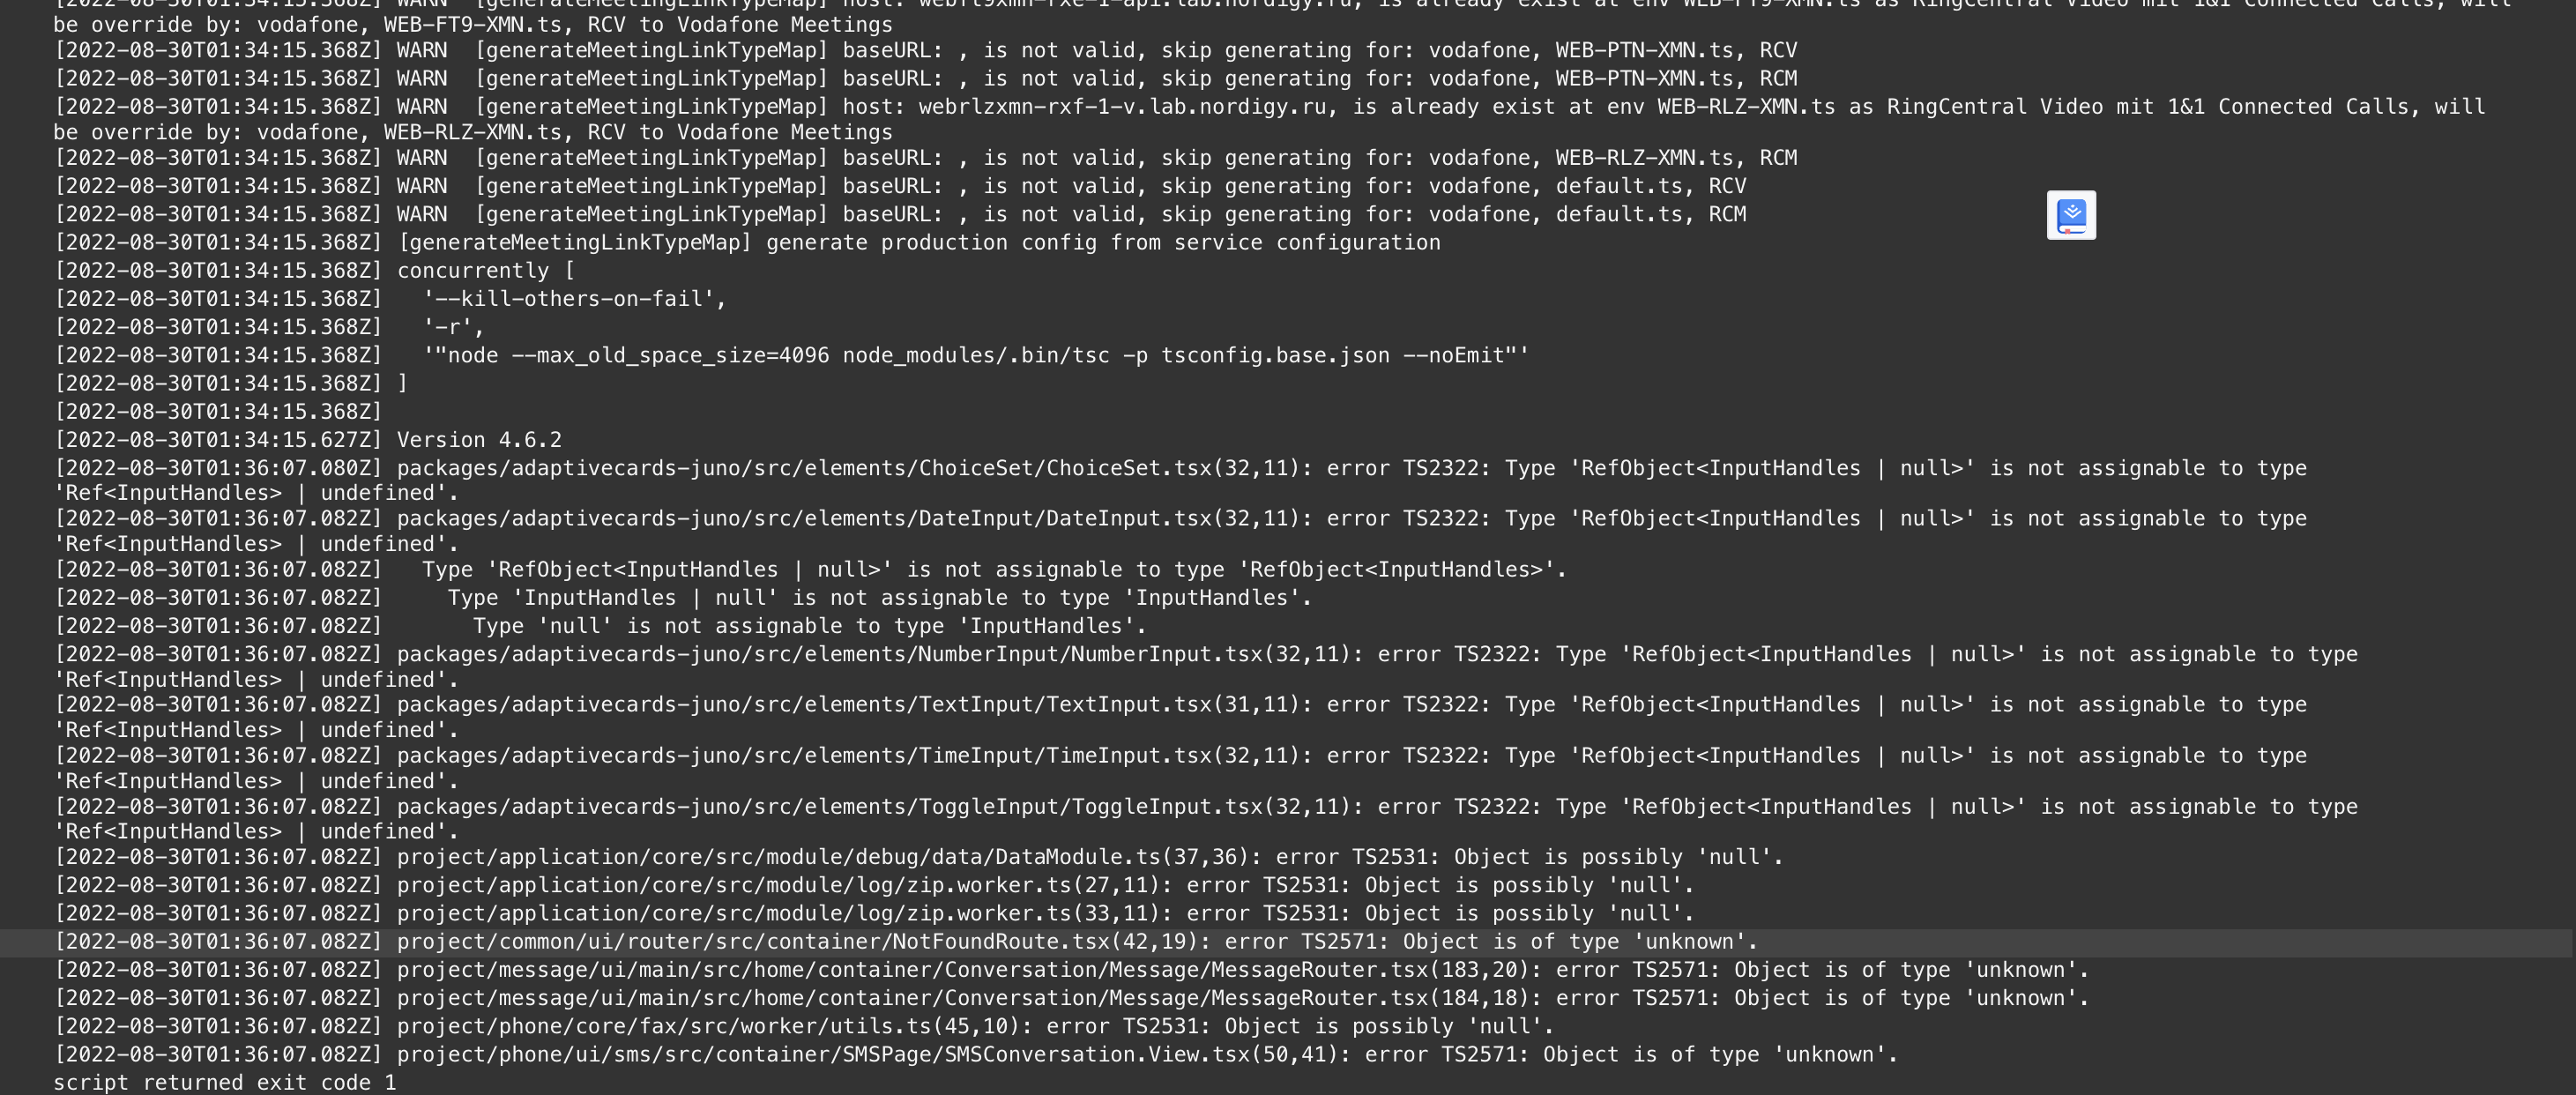 [2022-08-30T01:34:15.368Z] WARN  [generateMeetingLinkTypeMap] host: webft9xmn-rxe-1-api.lab.nordigy.ru, is already exist at env WEB-FT9-XMN.ts as RingCentral Video mit 1&1 Connected Calls, will
be override by: vodafone, WEB-FT9-XMN.ts, RCV to Vodafone Meetings
[2022-08-30T01:34:15.368Z] WARN  [generateMeetingLinkTypeMap] baseURL: , is not valid, skip generating for: vodafone, WEB-PTN-XMN.ts, RCV
[2022-08-30T01:34:15.368Z] WARN  [generateMeetingLinkTypeMap] baseURL: , is not valid, skip generating for: vodafone, WEB-PTN-XMN.ts, RCM
[2022-08-30T01:34:15.368Z] WARN  [generateMeetingLinkTypeMap] host: webrlzxmn-rxf-1-v.lab.nordigy.ru, is already exist at env WEB-RLZ-XMN.ts as RingCentral Video mit 1&1 Connected Calls, will
be override by: vodafone, WEB-RLZ-XMN.ts, RCV to Vodafone Meetings
[2022-08-30T01:34:15.368Z] WARN  [generateMeetingLinkTypeMap] baseURL: , is not valid, skip generating for: vodafone, WEB-RLZ-XMN.ts, RCM
[2022-08-30T01:34:15.368Z] WARN  [generateMeetingLinkTypeMap] baseURL: , is not valid, skip generating for: vodafone, default.ts, RCV
[2022-08-30T01:34:15.368Z] WARN  [generateMeetingLinkTypeMap] baseURL: , is not valid, skip generating for: vodafone, default.ts, RCM
[2022-08-30T01:34:15.368Z] [generateMeetingLinkTypeMap] generate production config from service configuration
[2022-08-30T01:34:15.368Z] concurrently [
[2022-08-30T01:34:15.368Z]   '--kill-others-on-fail',
[2022-08-30T01:34:15.368Z]   '-r',
[2022-08-30T01:34:15.368Z]   '"node --max_old_space_size=4096 node_modules/.bin/tsc -p tsconfig.base.json --noEmit"'
[2022-08-30T01:34:15.368Z] ]
[2022-08-30T01:34:15.368Z]
[2022-08-30T01:34:15.627Z] Version 4.6.2
[2022-08-30T01:36:07.080Z] packages/adaptivecards-juno/src/elements/ChoiceSet/ChoiceSet.tsx(32,11): error TS2322: Type 'RefObject<InputHandles | null>' is not assignable to type
'Ref<InputHandles> | undefined'.
[2022-08-30T01:36:07.082Z] packages/adaptivecards-juno/src/elements/DateInput/DateInput.tsx(32,11): error TS2322: Type 'RefObject<InputHandles | null>' is not assignable to type
'Ref<InputHandles> | undefined'.
[2022-08-30T01:36:07.082Z]   Type 'RefObject<InputHandles | null>' is not assignable to type 'RefObject<InputHandles>'.
[2022-08-30T01:36:07.082Z]     Type 'InputHandles | null' is not assignable to type 'InputHandles'.
[2022-08-30T01:36:07.082Z]       Type 'null' is not assignable to type 'InputHandles'.
[2022-08-30T01:36:07.082Z] packages/adaptivecards-juno/src/elements/NumberInput/NumberInput.tsx(32,11): error TS2322: Type 'RefObject<InputHandles | null>' is not assignable to type
'Ref<InputHandles> | undefined'.
[2022-08-30T01:36:07.082Z] packages/adaptivecards-juno/src/elements/TextInput/TextInput.tsx(31,11): error TS2322: Type 'RefObject<InputHandles | null>' is not assignable to type
'Ref<InputHandles> | undefined'.
[2022-08-30T01:36:07.082Z] packages/adaptivecards-juno/src/elements/TimeInput/TimeInput.tsx(32,11): error TS2322: Type 'RefObject<InputHandles | null>' is not assignable to type
'Ref<InputHandles> | undefined'.
[2022-08-30T01:36:07.082Z] packages/adaptivecards-juno/src/elements/ToggleInput/ToggleInput.tsx(32,11): error TS2322: Type 'RefObject<InputHandles | null>' is not assignable to type
'Ref<InputHandles> | undefined'.
[2022-08-30T01:36:07.082Z] project/application/core/src/module/debug/data/DataModule.ts(37,36): error TS2531: Object is possibly 'null'.
[2022-08-30T01:36:07.082Z] project/application/core/src/module/log/zip.worker.ts(27,11): error TS2531: Object is possibly 'null'.
[2022-08-30T01:36:07.082Z] project/application/core/src/module/log/zip.worker.ts(33,11): error TS2531: Object is possibly 'null'.
[2022-08-30T01:36:07.082Z] project/common/ui/router/src/container/NotFoundRoute.tsx(42,19): error TS2571: Object is of type 'unknown'.
[2022-08-30T01:36:07.082Z] project/message/ui/main/src/home/container/Conversation/Message/MessageRouter.tsx(183,20): error TS2571: Object is of type 'unknown'.
[2022-08-30T01:36:07.082Z] project/message/ui/main/src/home/container/Conversation/Message/MessageRouter.tsx(184,18): error TS2571: Object is of type 'unknown'.
[2022-08-30T01:36:07.082Z] project/phone/core/fax/src/worker/utils.ts(45,10): error TS2531: Object is possibly 'null'.
[2022-08-30T01:36:07.082Z] project/phone/ui/sms/src/container/SMSPage/SMSConversation.View.tsx(50,41): error TS2571: Object is of type 'unknown'.
script returned exit code 1